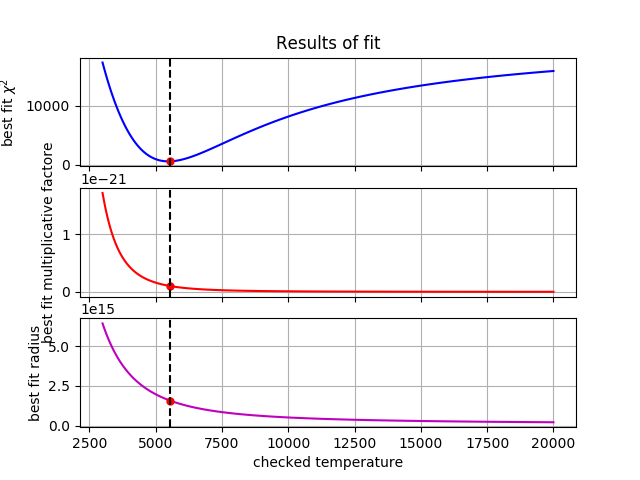 Results of fit
best fit χ²
10000
0
1e−21
best fit multiplicative factore
1
0
1e15
best fit radius
5.0
2.5
0.0
2500 5000 7500 10000 12500 15000 17500 20000
checked temperature